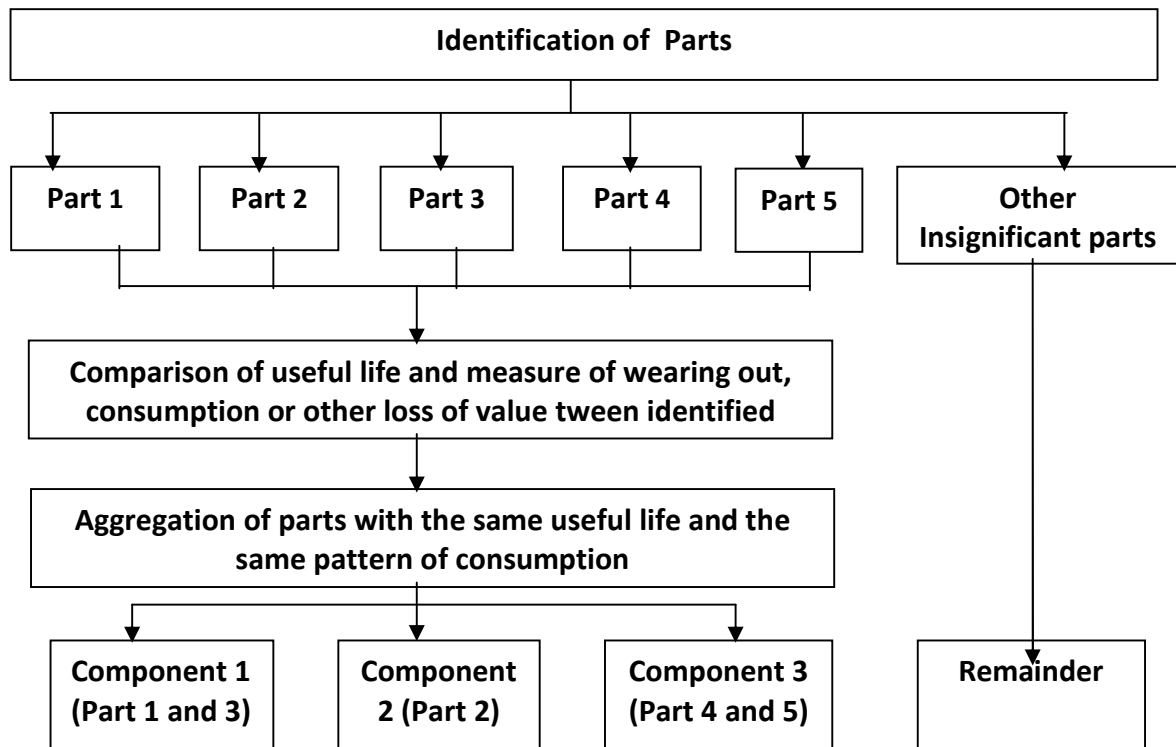 Identification of Parts
Part 1
Part 2
Part 3
Part 4
Part 5
Other
Insignificant parts
Comparison of useful life and measure of wearing out,
consumption or other loss of value tween identified
Aggregation of parts with the same useful life and the
same pattern of consumption
Component 1
(Part 1 and 3)
Component
2 (Part 2)
Component 3
(Part 4 and 5)
Remainder